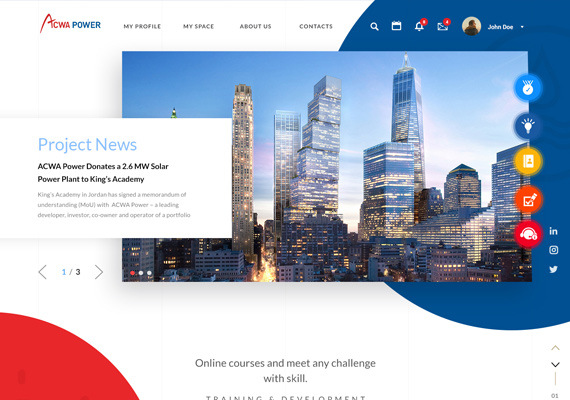 ACWA POWER
MY PROFILE
MY SPACE
ABOUT US
CONTACTS
John Doe
Project News
ACWA Power Donates a 2.6 MW Solar
Power Plant to King's Academy
King's Academy in Jordan has signed a memorandum of
understanding (MoU) with ACWA Power – a leading
developer, investor, co-owner and operator of a portfolio
1 / 3
Online courses and meet any challenge
with skill.
TRAINING & DEVELOPMENT
01